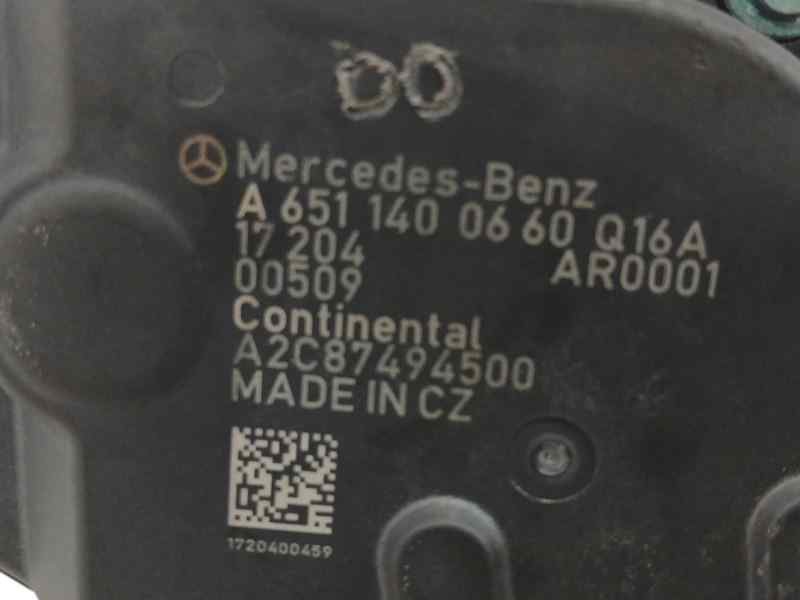 DO
Mercedes-Benz
A 651 140 06 60 Q16A
17 204
00509 AR0001
Continental
A2C87494500
MADE IN CZ
1720400459